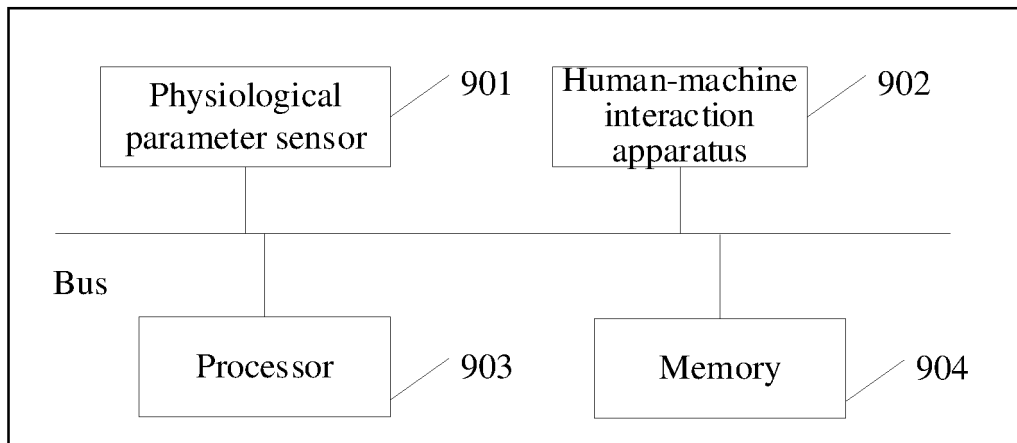 Physiological
parameter sensor
901
Human-machine
interaction
apparatus
902
Bus
Processor
903
Memory
904